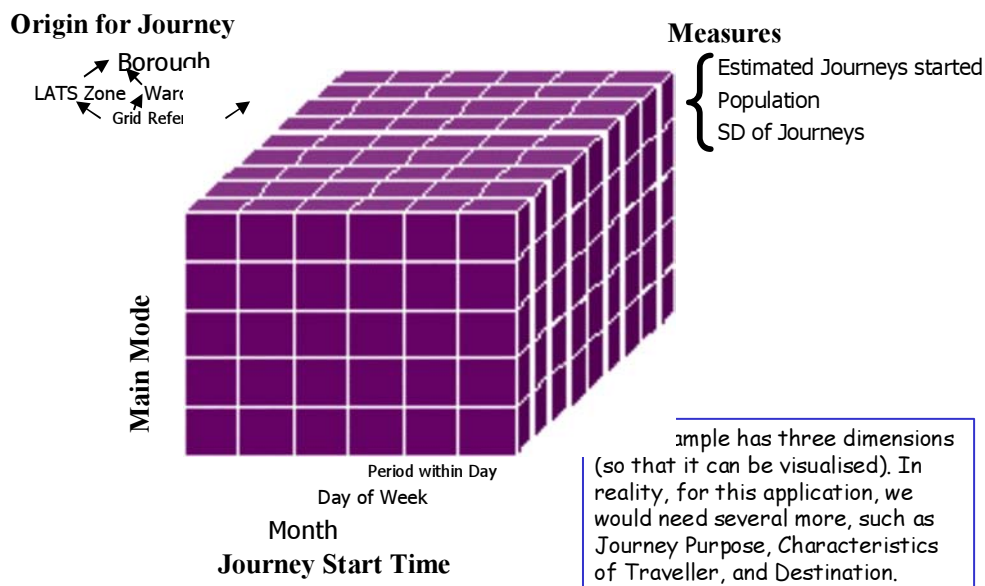 Origin for Journey
Borough
LATS Zone
Grid
Measures
Estimated Journeys started
Population
SD of Journeys
Main Mode
Period within Day
Day of Week
Month
Journey Start Time
has three dimensions
(so that it can be visualised). In
reality, for this application, we
would need several more, such as
Journey Purpose, Characteristics
of Traveller, and Destination.